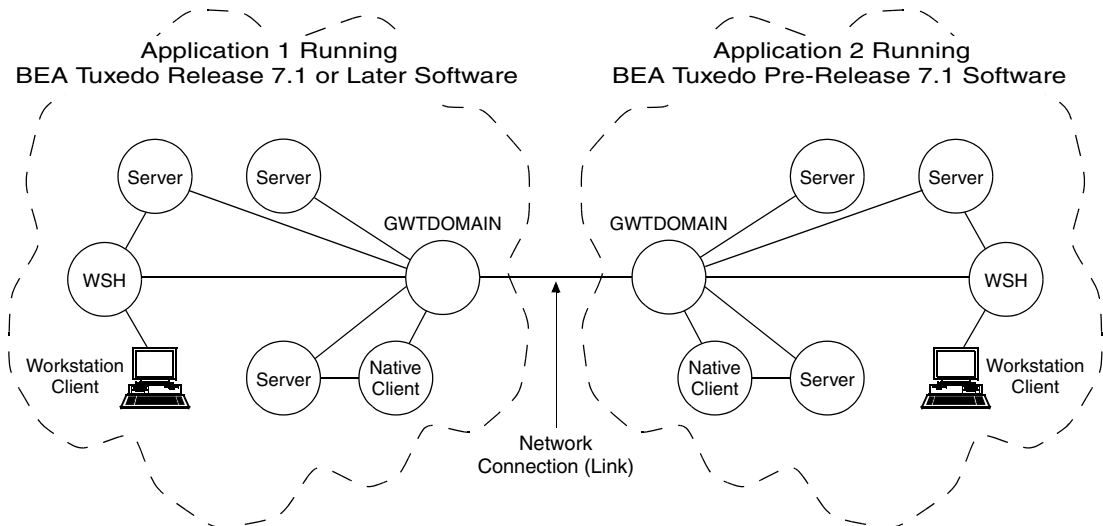 Application 1 Running
BEA Tuxedo Release 7.1 or Later Software
Application 2 Running
BEA Tuxedo Pre-Release 7.1 Software
Server
Server
GWTDOMAIN
WSH
Workstation
Client
Server
Native
Client
Server
Server
GWTDOMAIN
WSH
Native
Client
Server
Workstation
Client
Network
Connection (Link)